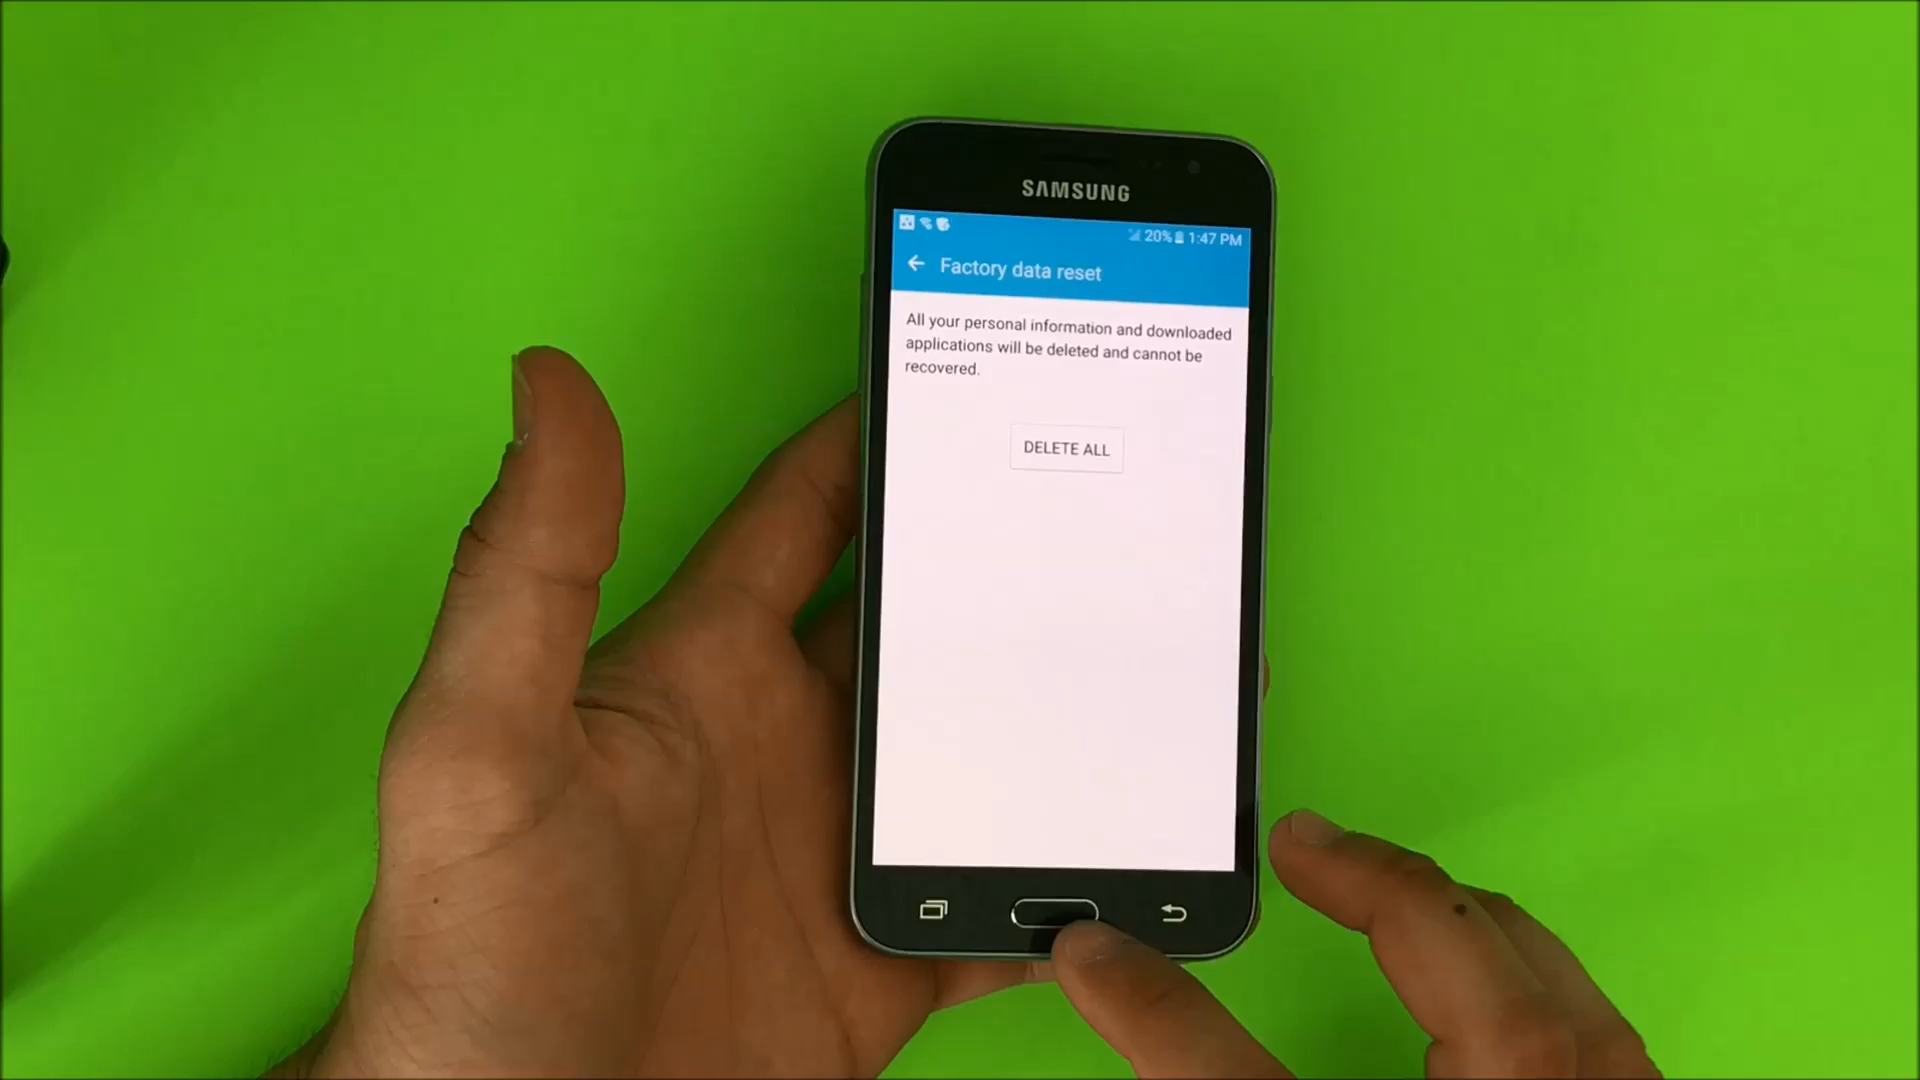 SAMSUNG
20% 1:47 PM
Factory data reset
All your personal information and downloaded
applications will be deleted and cannot be
recovered.
DELETE ALL